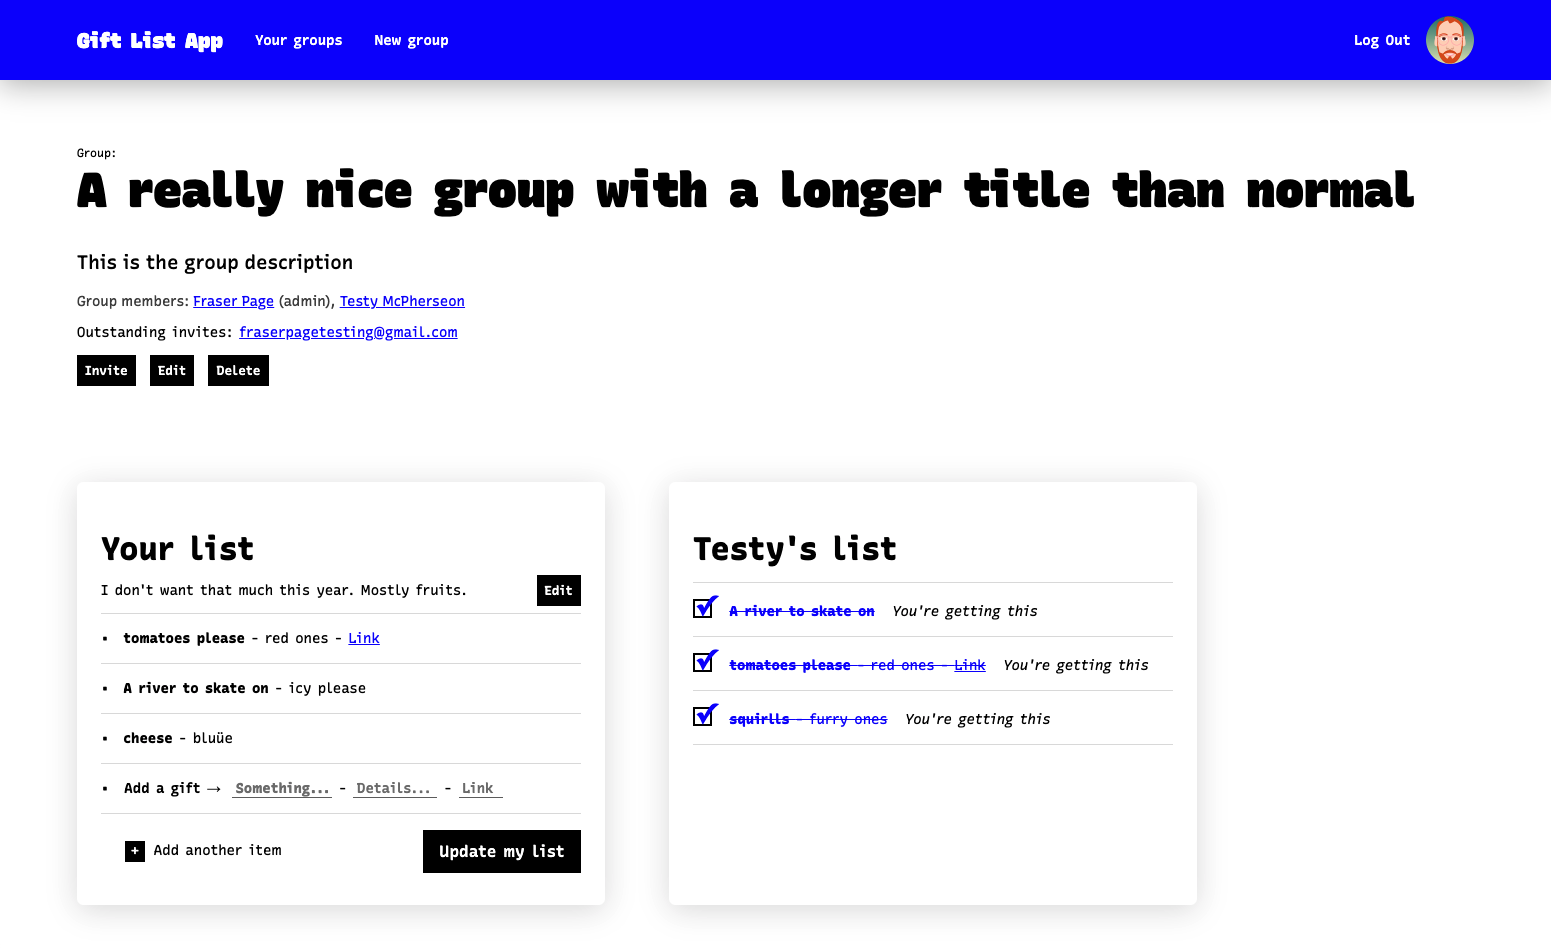 Gift List App Your groups New group Log Out
Group:
A really nice group with a longer title than normal
This is the group description
Group members: Fraser Page (admin), Testy McPherseon
Outstanding invites: fraserpagetesting@gmail.com
Invite Edit Delete
Your list
I don't want that much this year. Mostly fruits. Edit
▪ tomatoes please - red ones - Link
▪ A river to skate on - icy please
▪ cheese - bluüe
▪ Add a gift → Something... - Details... - Link
+ Add another item Update my list
Testy's list
A river to skate on You're getting this
tomatoes please - red ones - Link You're getting this
squirlls - furry ones You're getting this